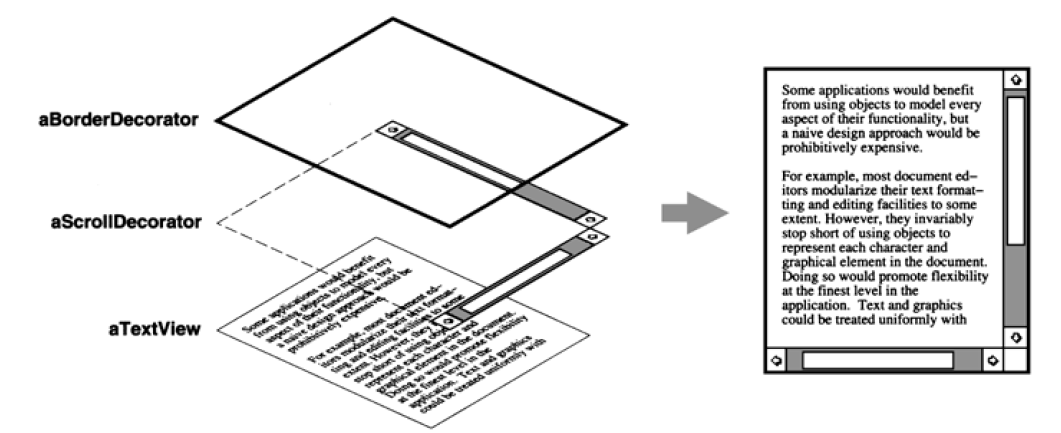 aBorderDecorator
aScrollDecorator
aTextView
Some applications would benefit
from using objects to model every
aspect of their functionality, but
a naive design approach would be
prohibitively expensive.
For example, most document ed–
itors modularize their text format–
ting and editing facilities to some
extent. However, they
stop short of using objects to
represent each character and
graphical element in the document.
Doing so would promote flexibility
at the finest level in the
application. Text and graphics
could be treated uniformly with
Some applications would benefit
from using objects to model every
aspect of their functionality, but
a naive design approach would be
prohibitively expensive.
For example, most document ed–
itors modularize their text format–
ting and editing facilities to some
extent. However, they invariably
stop short of using objects to
represent each character and
graphical element in the document.
Doing so would promote flexibility
at the finest level in the
application. Text and graphics
could be treated uniformly with